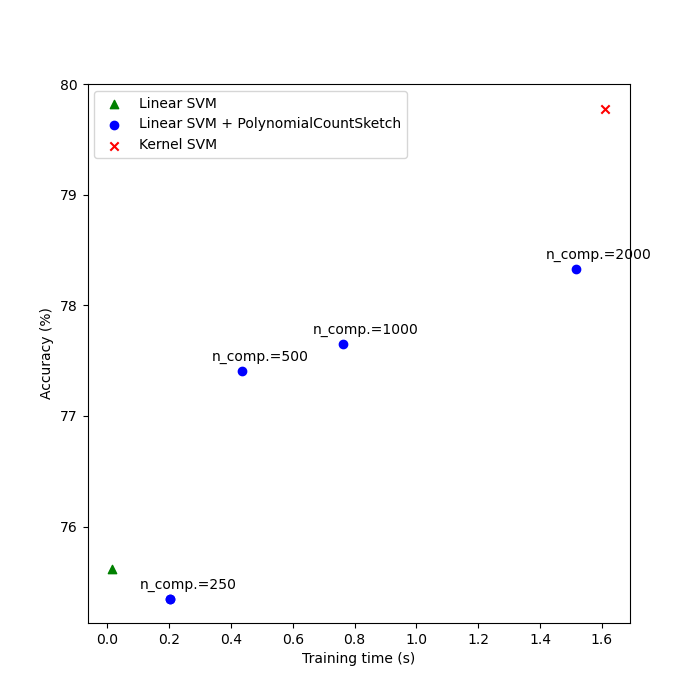 Linear SVM
Linear SVM + PolynomialCountSketch
Kernel SVM
n_comp.=2000
n_comp.=1000
n_comp.=500
n_comp.=250
80
79
78
77
76
Accuracy (%)
0.0 0.2 0.4 0.6 0.8 1.0 1.2 1.4 1.6
Training time (s)